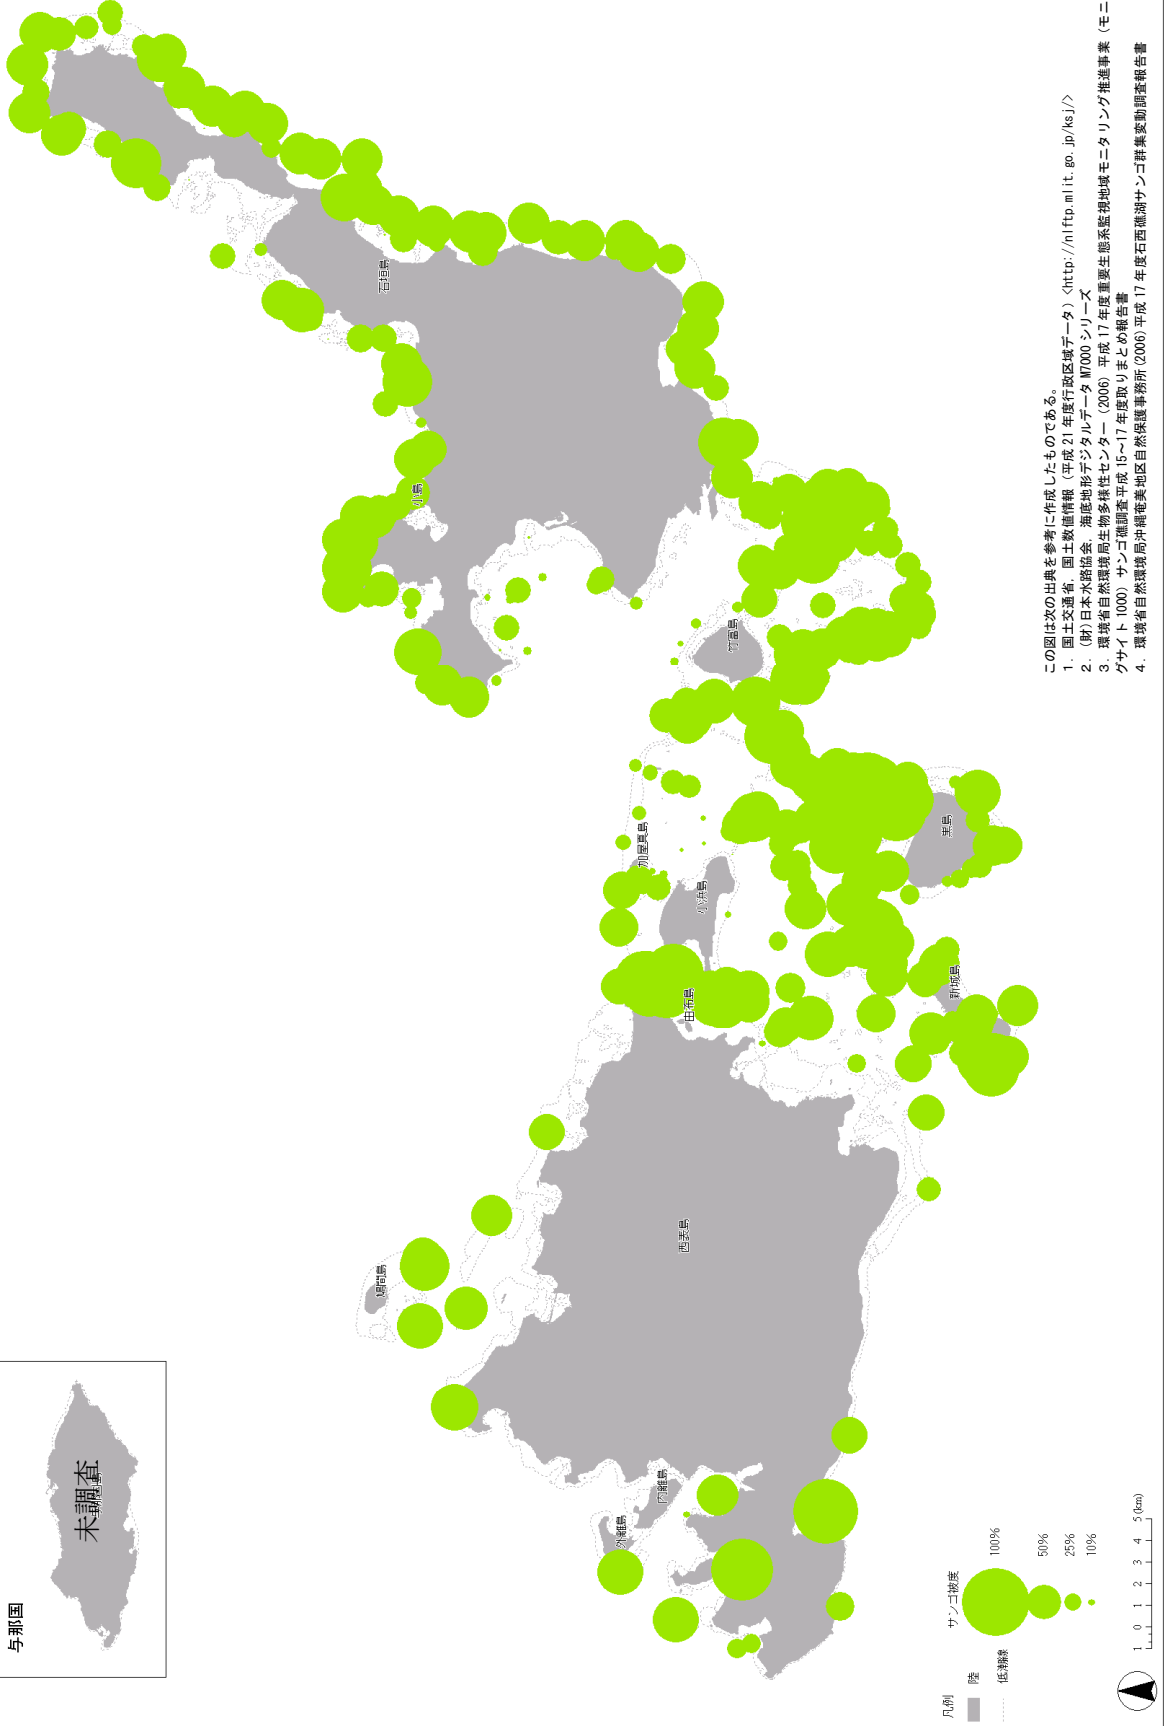 与那国
未調査
石垣島
小島
竹富島
加屋真島
小浜島
黒島
由布島
新城島
西表島
鳩間島
内離島
外離島
凡例
陸
低潮線
サンゴ被度
100%
50%
25%
10%
1 0 1 2 3 4 5(km)
この図は次の出典を参考に作成したものである。
1. 国土交通省, 国土数値情報 (平成 21 年度行政区域データ) <http://nlftp.mlit.go.jp/ksj/>
2. (財)日本水路協会, 海底地形デジタルデータ M7000 シリーズ
3. 環境省自然環境局生物多様性センター (2006) 平成 17 年度重要生態系監視地域モニタリング推進事業 (モニ
グサイト1000) サンゴ礁調査平成 15～17 年度取りまとめ報告書
4. 環境省自然環境局沖縄奄美地区自然保護事務所(2006)平成 17 年度石西礁湖サンゴ群集変動調査報告書